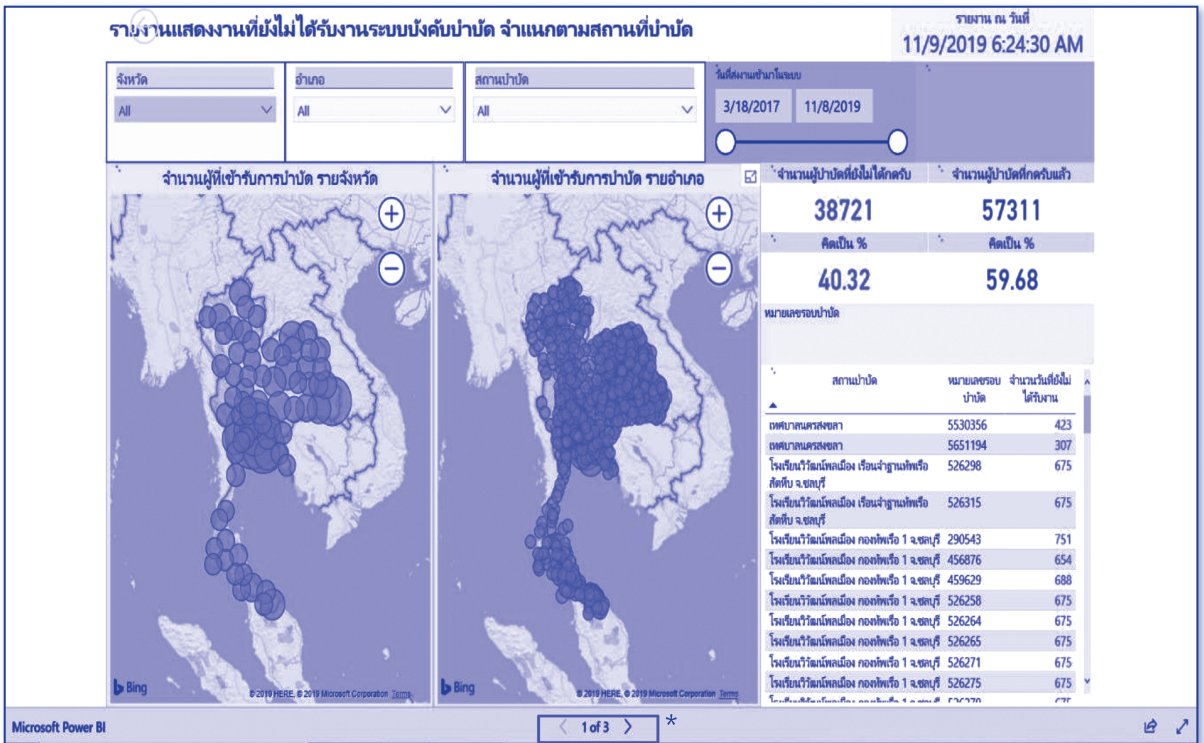 รายงานแสดงงานที่ยังไม่ได้รับงานระบบบังคับบำบัด จำแนกตามสถานที่บำบัด
รายงาน ณ วันที่
11/9/2019 6:24:30 AM
จังหวัด
All
อำเภอ
All
สถานบำบัด
All
วันที่ส่งงานเข้ามาในระบบ
3/18/2017
11/8/2019
จำนวนผู้ที่เข้ารับการบำบัด รายจังหวัด
Bing
© 2019 HERE, © 2019 Microsoft Corporation Terms
จำนวนผู้ที่เข้ารับการบำบัด รายอำเภอ
Bing
© 2019 HERE, © 2019 Microsoft Corporation Terms
จำนวนผู้บำบัดที่ยังไม่ได้กดรับ
38721
จำนวนผู้บำบัดที่กดรับแล้ว
57311
คิดเป็น %
40.32
คิดเป็น %
59.68
หมายเลขรอบบำบัด
สถานบำบัด หมายเลขรอบ จำนวนวันที่ยังไม่
บำบัด ได้รับงาน
เทศบาลนครสงขลา 5530356 423
เทศบาลนครสงขลา 5651194 307
โรงเรียนวิวัฒน์พลเมือง เรือนจำฐานทัพเรือ 526298 675
สัตหีบ จ.ชลบุรี
โรงเรียนวิวัฒน์พลเมือง เรือนจำฐานทัพเรือ 526315 675
สัตหีบ จ.ชลบุรี
โรงเรียนวิวัฒน์พลเมือง กองทัพเรือ 1 จ.ชลบุรี 290543 751
โรงเรียนวิวัฒน์พลเมือง กองทัพเรือ 1 จ.ชลบุรี 456876 654
โรงเรียนวิวัฒน์พลเมือง กองทัพเรือ 1 จ.ชลบุรี 459629 688
โรงเรียนวิวัฒน์พลเมือง กองทัพเรือ 1 จ.ชลบุรี 526258 675
โรงเรียนวิวัฒน์พลเมือง กองทัพเรือ 1 จ.ชลบุรี 526264 675
โรงเรียนวิวัฒน์พลเมือง กองทัพเรือ 1 จ.ชลบุรี 526265 675
โรงเรียนวิวัฒน์พลเมือง กองทัพเรือ 1 จ.ชลบุรี 526271 675
โรงเรียนวิวัฒน์พลเมือง กองทัพเรือ 1 จ.ชลบุรี 526275 675
Microsoft Power BI
1 of 3
*